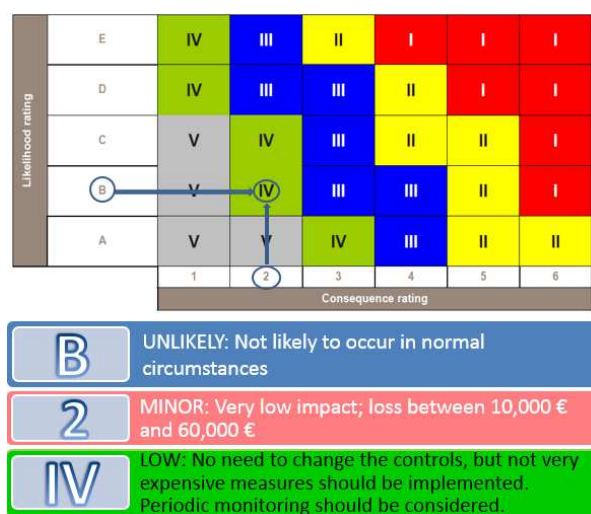 Likelihood rating
E IV III II I I I
D IV III III II I I
C V IV III II II I
B V IV III III II I
A V V IV III II II
1 2 3 4 5 6
Consequence rating
B UNLIKELY: Not likely to occur in normal
circumstances
2 MINOR: Very low impact; loss between 10,000 €
and 60,000 €
IV LOW: No need to change the controls, but not very
expensive measures should be implemented.
Periodic monitoring should be considered.